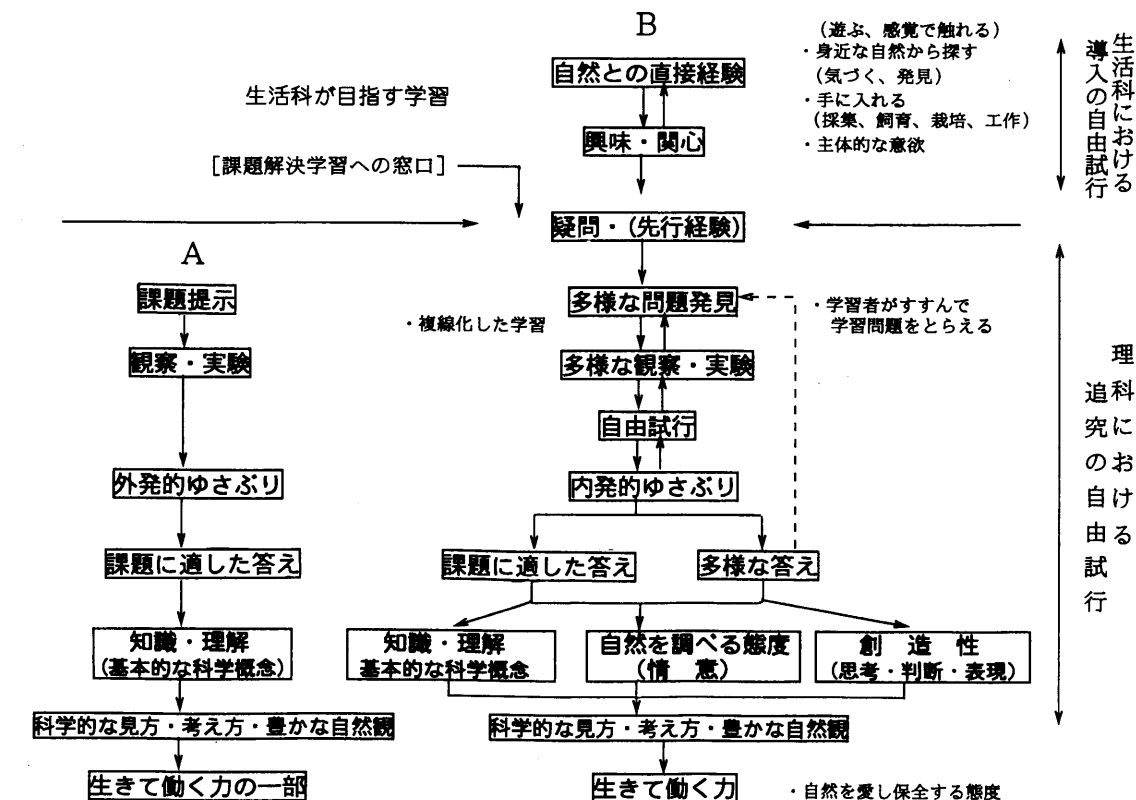 B
(遊ぶ、感覚で触れる)
・身近な自然から探す
(気づく、発見)
・手に入れる
(採集、飼育、栽培、工作)
・主体的な意欲
生活科における
導入の自由試行
自然との直接経験
生活科が目指す学習
興味・関心
[課題解決学習への窓口]
疑問・(先行経験)
A
課題提示
観察・実験
外発的ゆさぶり
課題に適した答え
知識・理解
(基本的な科学概念)
科学的な見方・考え方・豊かな自然観
生きて働く力の一部
多様な問題発見
・学習者がすすんで
学習問題をとらえる
・複線化した学習
多様な観察・実験
自由試行
内発的ゆさぶり
課題に適した答え
多様な答え
知識・理解
基本的な科学概念
自然を調べる態度
(情 意)
創 造 性
(思考・判断・表現)
科学的な見方・考え方・豊かな自然観
生きて働く力
・自然を愛し保全する態度
理科における
追究の自由試行